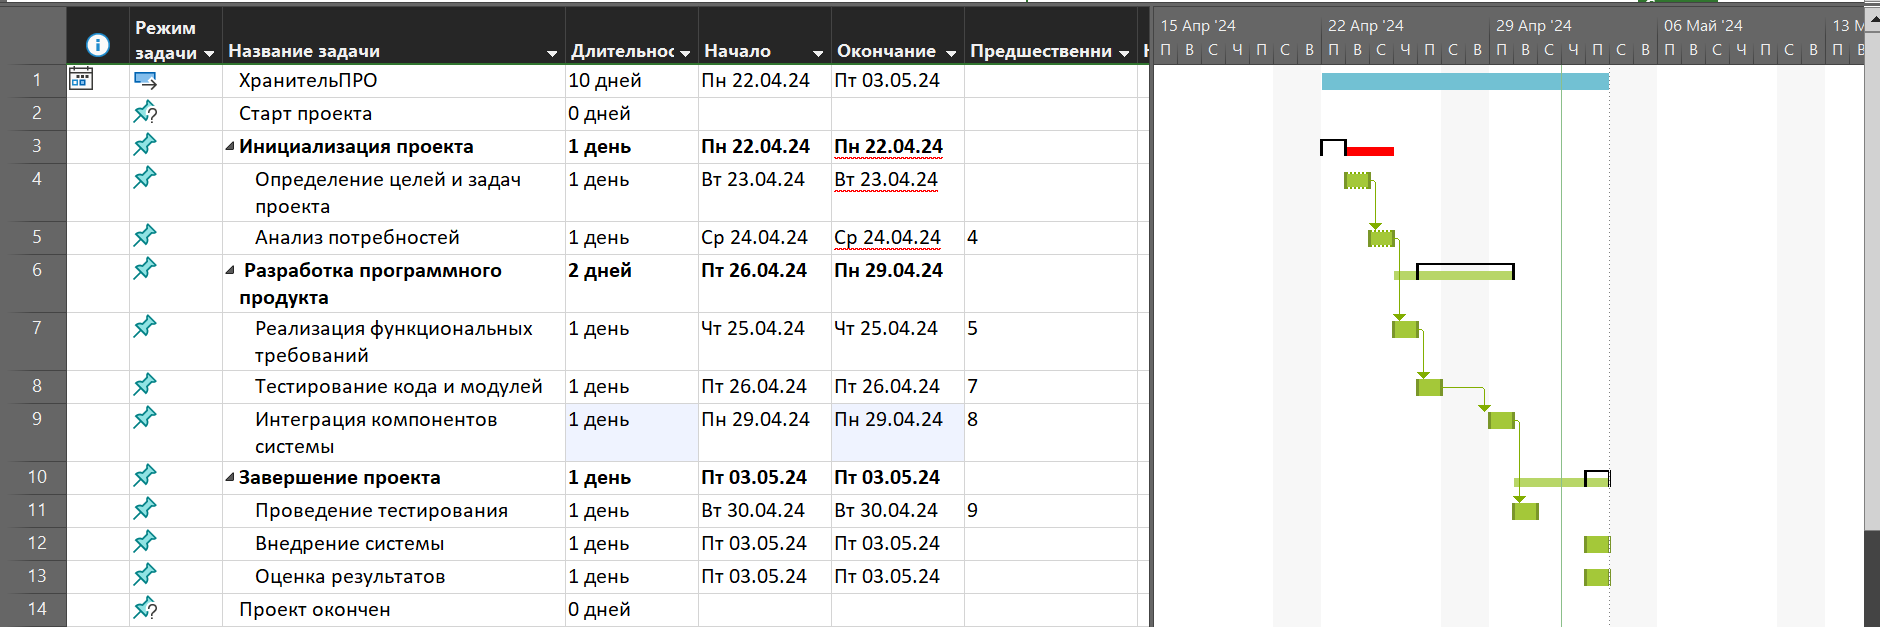 Режим задачи Название задачи Длительнос Начало Окончание Предшественни
15 Апр '24 22 Апр '24 29 Апр '24 06 Май '24 13 М
П В С Ч П С В П В С Ч П С В П В С Ч П С В П В С Ч П С В П В
1 ХранительПРО 10 дней Пн 22.04.24 Пт 03.05.24
2 Старт проекта 0 дней
3 Инициализация проекта 1 день Пн 22.04.24 Пн 22.04.24
4 Определение целей и задач проекта 1 день Вт 23.04.24 Вт 23.04.24
5 Анализ потребностей 1 день Ср 24.04.24 Ср 24.04.24 4
6 Разработка программного продукта 2 дней Пт 26.04.24 Пн 29.04.24
7 Реализация функциональных требований 1 день Чт 25.04.24 Чт 25.04.24 5
8 Тестирование кода и модулей 1 день Пт 26.04.24 Пт 26.04.24 7
9 Интеграция компонентов системы 1 день Пн 29.04.24 Пн 29.04.24 8
10 Завершение проекта 1 день Пт 03.05.24 Пт 03.05.24
11 Проведение тестирования 1 день Вт 30.04.24 Вт 30.04.24 9
12 Внедрение системы 1 день Пт 03.05.24 Пт 03.05.24
13 Оценка результатов 1 день Пт 03.05.24 Пт 03.05.24
14 Проект окончен 0 дней